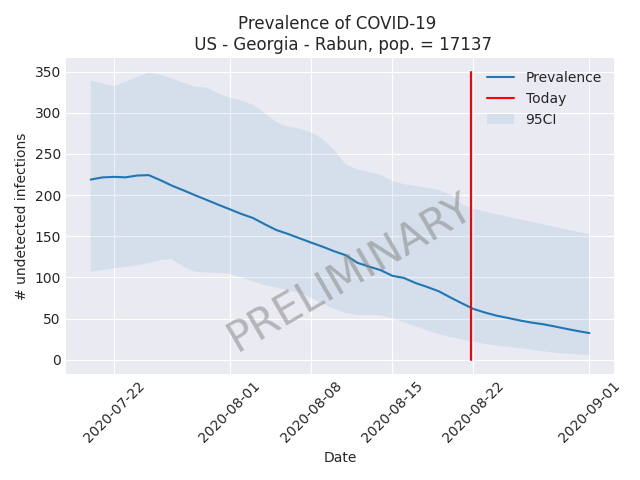 Prevalence of COVID-19
US - Georgia - Rabun, pop. = 17137
Prevalence
Today
95CI
350
300
250
200
150
100
50
0
# undetected infections
PRELIMINARY
2020-07-22
2020-08-01
2020-08-08
2020-08-15
2020-08-22
2020-09-01
Date